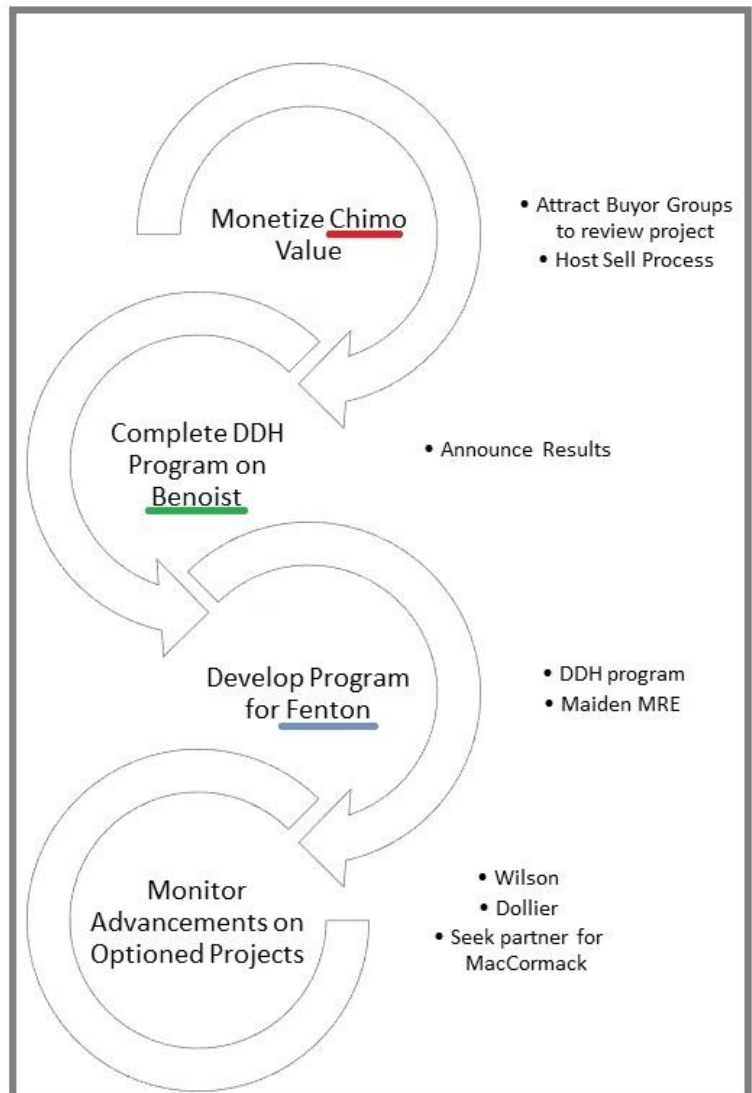 Monetize Chimo
Value
• Attract Buyor Groups
to review project
• Host Sell Process
Complete DDH
Program on
Benoist
• Announce Results
Develop Program
for Fenton
• DDH program
• Maiden MRE
Monitor
Advancements on
Optioned Projects
• Wilson
• Dollier
• Seek partner for
MacCormack